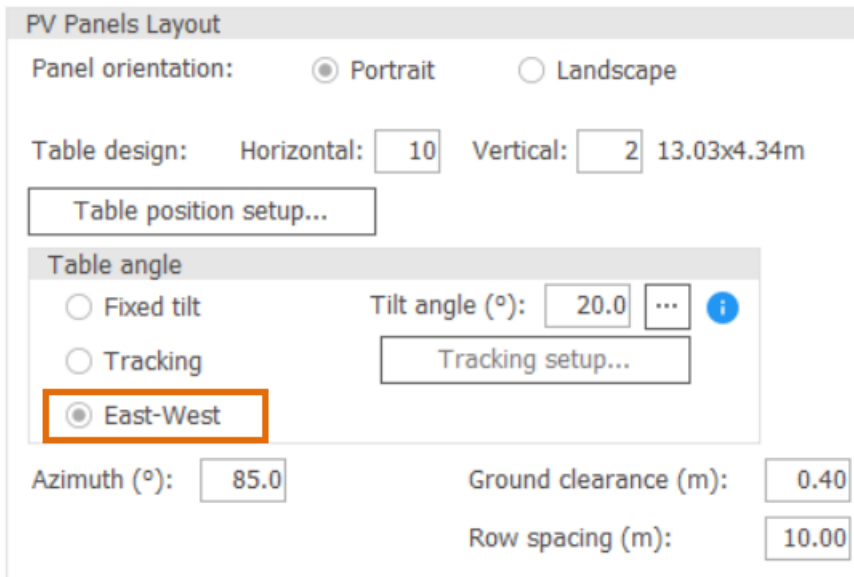 PV Panels Layout
Panel orientation: Portrait Landscape
Table design: Horizontal: 10 Vertical: 2 13.03x4.34m
Table position setup...
Table angle
Fixed tilt Tilt angle (º): 20.0 ... i
Tracking Tracking setup...
East-West
Azimuth (º): 85.0 Ground clearance (m): 0.40
Row spacing (m): 10.00